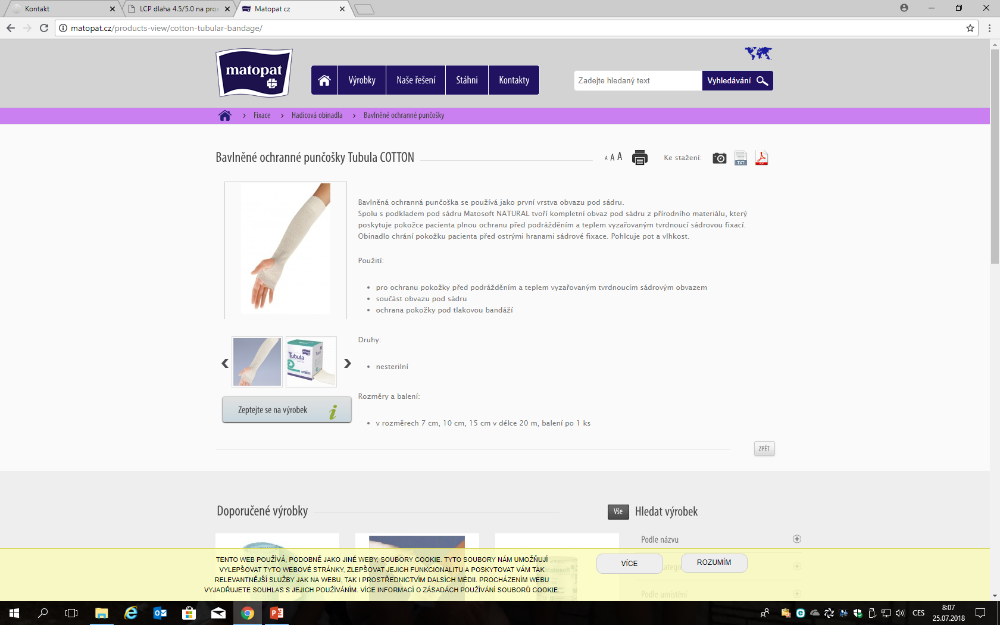 Kontakt
LCP dlaha 4.5/5.0 na prox
Matopat cz
matopat.cz/products-view/cotton-tubular-bandage/
matopat
Výrobky
Naše řešení
Stáhni
Kontakty
Zadejte hledaný text
Vyhledávání
Fixace
Hadicová obinadla
Bavlněné ochranné punčošky
Bavlněné ochranné punčošky Tubula COTTON
A A A
Ke stažení:
TXT
Bavlněná ochranná punčoška se používá jako první vrstva obvazu pod sádru.
Spolu s podkladem pod sádru Matosoft NATURAL tvoří kompletní obvaz pod sádru z přírodního materiálu, který
poskytuje pokožce pacienta plnou ochranu před podrážděním a teplem vyzařovaným tvrdnoucí sádrovou fixací.
Obinadlo chrání pokožku pacienta před ostrými hranami sádrové fixace. Pohlcuje pot a vlhkost.
Použití:
pro ochranu pokožky před podrážděním a teplem vyzařovaným tvrdnoucím sádrovým obvazem
součást obvazu pod sádru
ochrana pokožky pod tlakovou bandáží
Druhy:
nesterilní
Rozměry a balení:
v rozměrech 7 cm, 10 cm, 15 cm v délce 20 m, balení po 1 ks
Tubula
Zeptejte se na výrobek
ZPĚT
Doporučené výrobky
Vše
Hledat výrobek
Podle názvu
Podle umístění
Matosoft
TENTO WEB POUŽÍVÁ, PODOBNĚ JAKO JINÉ WEBY, SOUBORY COOKIE. TYTO SOUBORY NÁM UMOŽŇUJÍ
VYLEPŠOVAT TYTO WEBOVÉ STRÁNKY, ZLEPŠOVAT JEJICH FUNKCIONALITU A POSKYTOVAT VÁM TAK
RELEVANTNĚJŠÍ SLUŽBY JAK NA WEBU, TAK I PROSTŘEDNICTVÍM DALSÍCH MÉDII. PROCHÁZENÍM WEBU
VYJADŘUJETE SOUHLAS S JEJICH POUŽÍVÁNÍM. VÍCE INFORMACÍ O ZÁSADÁCH POUŽÍVÁNÍ SOUBORŮ COOKIE.
VÍCE
ROZUMÍM
CES
8:07
25.07.2018